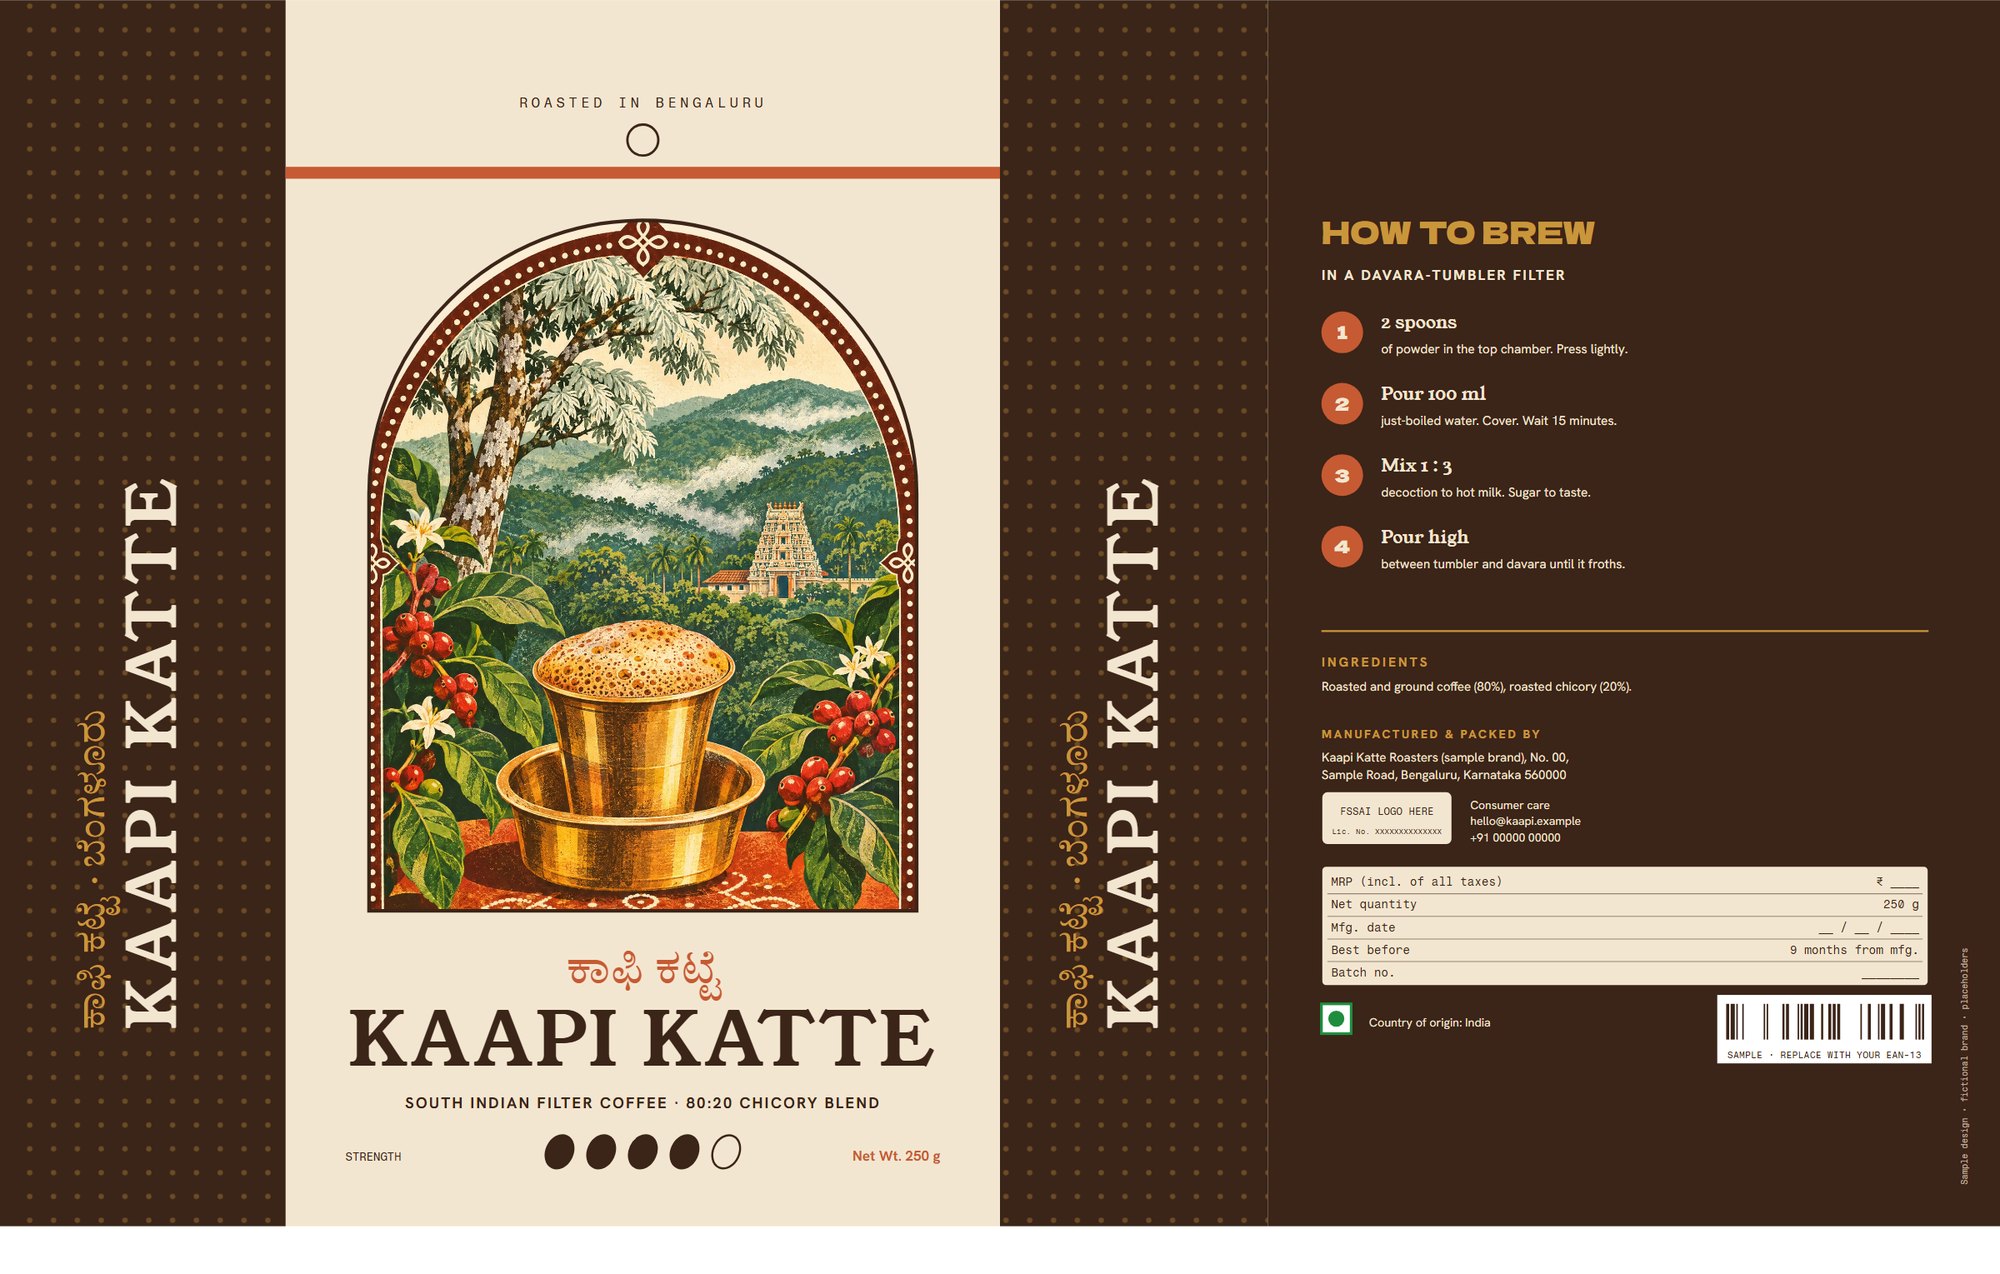 ಕಾಫಿ ಕಟ್ಟೆ · ಬೆಂಗಳೂರು
KAAPI KATTE
ROASTED IN BENGALURU
ಕಾಫಿ ಕಟ್ಟೆ
KAAPI KATTE
SOUTH INDIAN FILTER COFFEE · 80:20 CHICORY BLEND
STRENGTH
Net Wt. 250 g
ಕಾಫಿ ಕಟ್ಟೆ · ಬೆಂಗಳೂರು
KAAPI KATTE
HOW TO BREW
IN A DAVARA-TUMBLER FILTER
1
2 spoons
of powder in the top chamber. Press lightly.
2
Pour 100 ml
just-boiled water. Cover. Wait 15 minutes.
3
Mix 1 : 3
decoction to hot milk. Sugar to taste.
4
Pour high
between tumbler and davara until it froths.
INGREDIENTS
Roasted and ground coffee (80%), roasted chicory (20%).
MANUFACTURED & PACKED BY
Kaapi Katte Roasters (sample brand), No. 00,
Sample Road, Bengaluru, Karnataka 560000
FSSAI LOGO HERE
Lic. No. XXXXXXXXXXXXXX
Consumer care
hello@kaapi.example
+91 00000 00000
MRP (incl. of all taxes) ₹ ____
Net quantity 250 g
Mfg. date __ / __ / ____
Best before 9 months from mfg.
Batch no. ________
Country of origin: India
SAMPLE · REPLACE WITH YOUR EAN-13
Sample design · fictional brand · placeholders